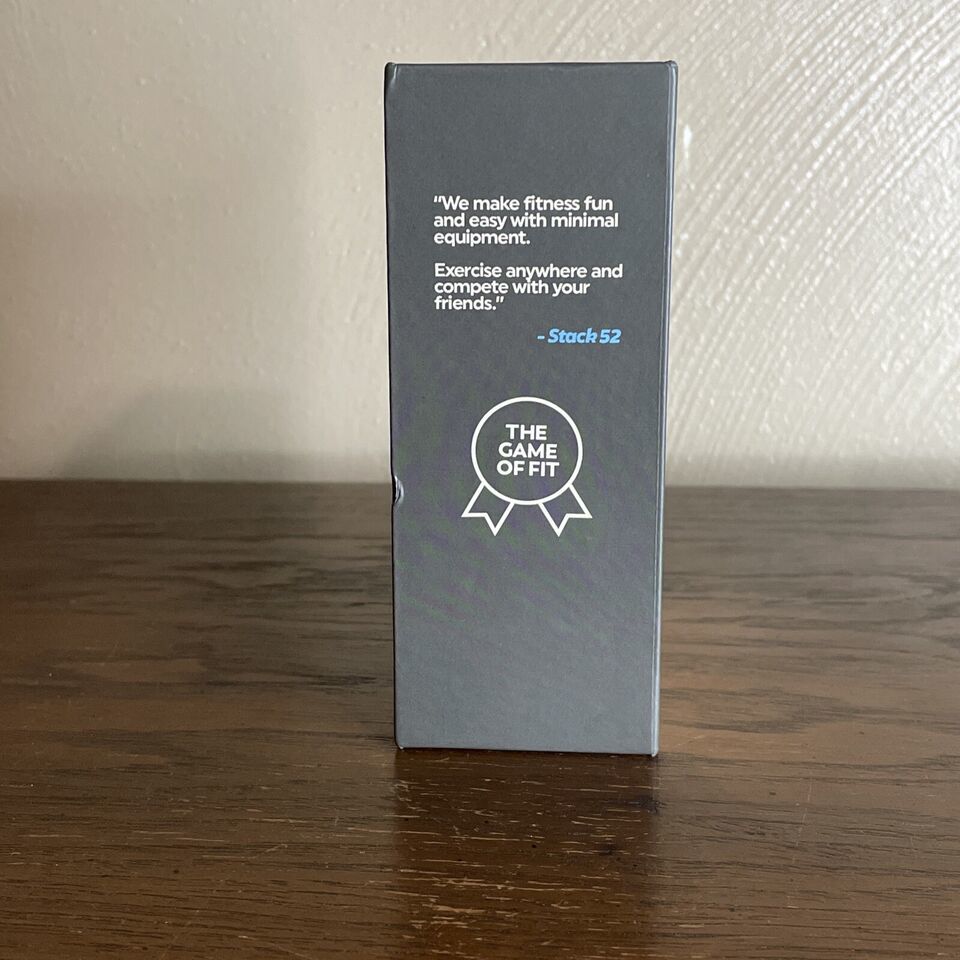 “We make fitness fun
and easy with minimal
equipment.
Exercise anywhere and
compete with your
friends.”
- Stack 52
THE
GAME
OF FIT